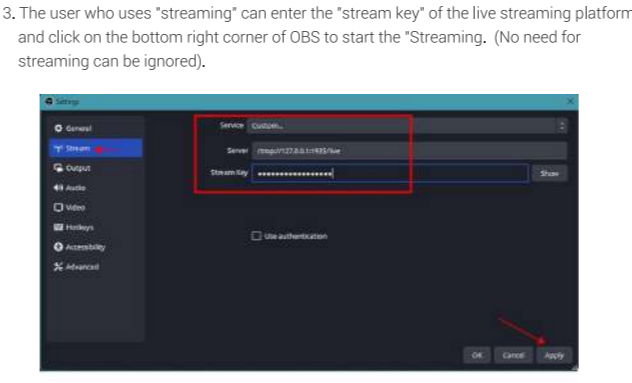 3. The user who uses "streaming" can enter the "stream key" of the live streaming platform
and click on the bottom right corner of OBS to start the "Streaming. (No need for
streaming can be ignored).
Settings
General
Service Custom...
Stream
Server rtmp://127.0.0.1:1935/live
Output
Stream Key ••••••••••••••••• Show
Audio
Video
Hotkeys
Use authentication
Accessibility
Advanced
OK Cancel Apply